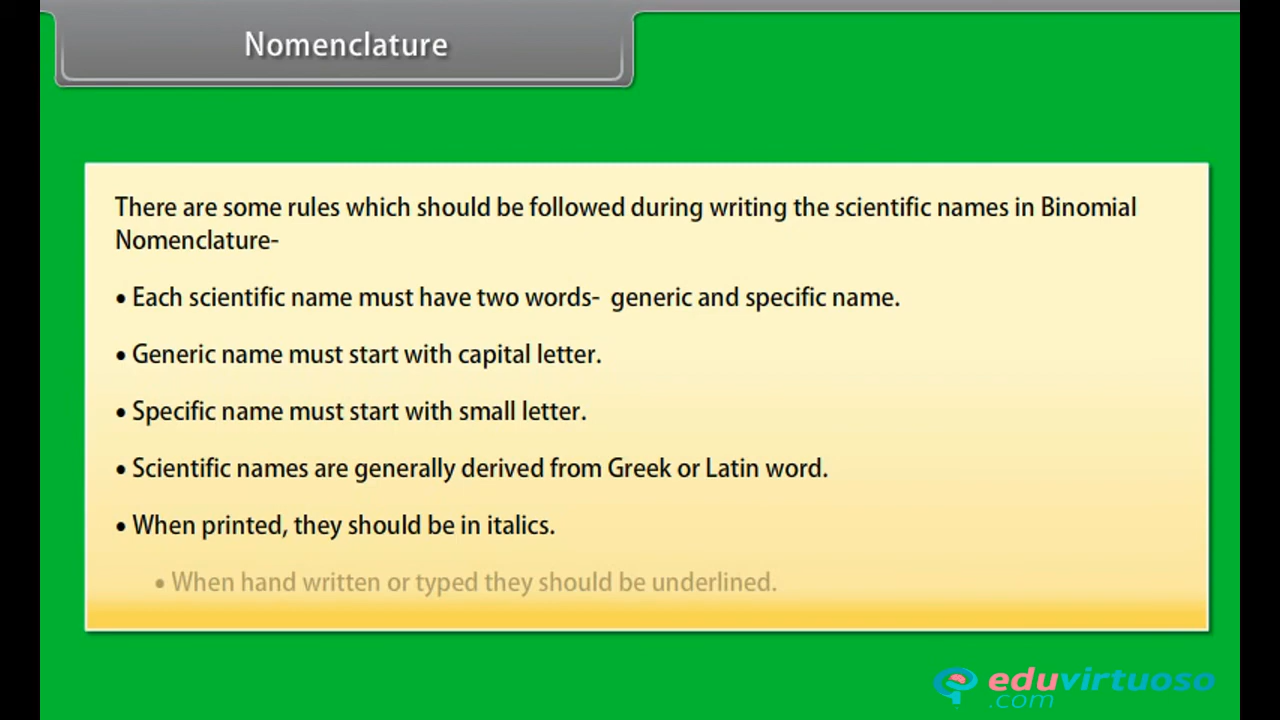 Nomenclature
There are some rules which should be followed during writing the scientific names in Binomial
Nomenclature-
• Each scientific name must have two words-  generic and specific name.
• Generic name must start with capital letter.
• Specific name must start with small letter.
• Scientific names are generally derived from Greek or Latin word.
• When printed, they should be in italics.
• When hand written or typed they should be underlined.
eduvirtuoso
.com